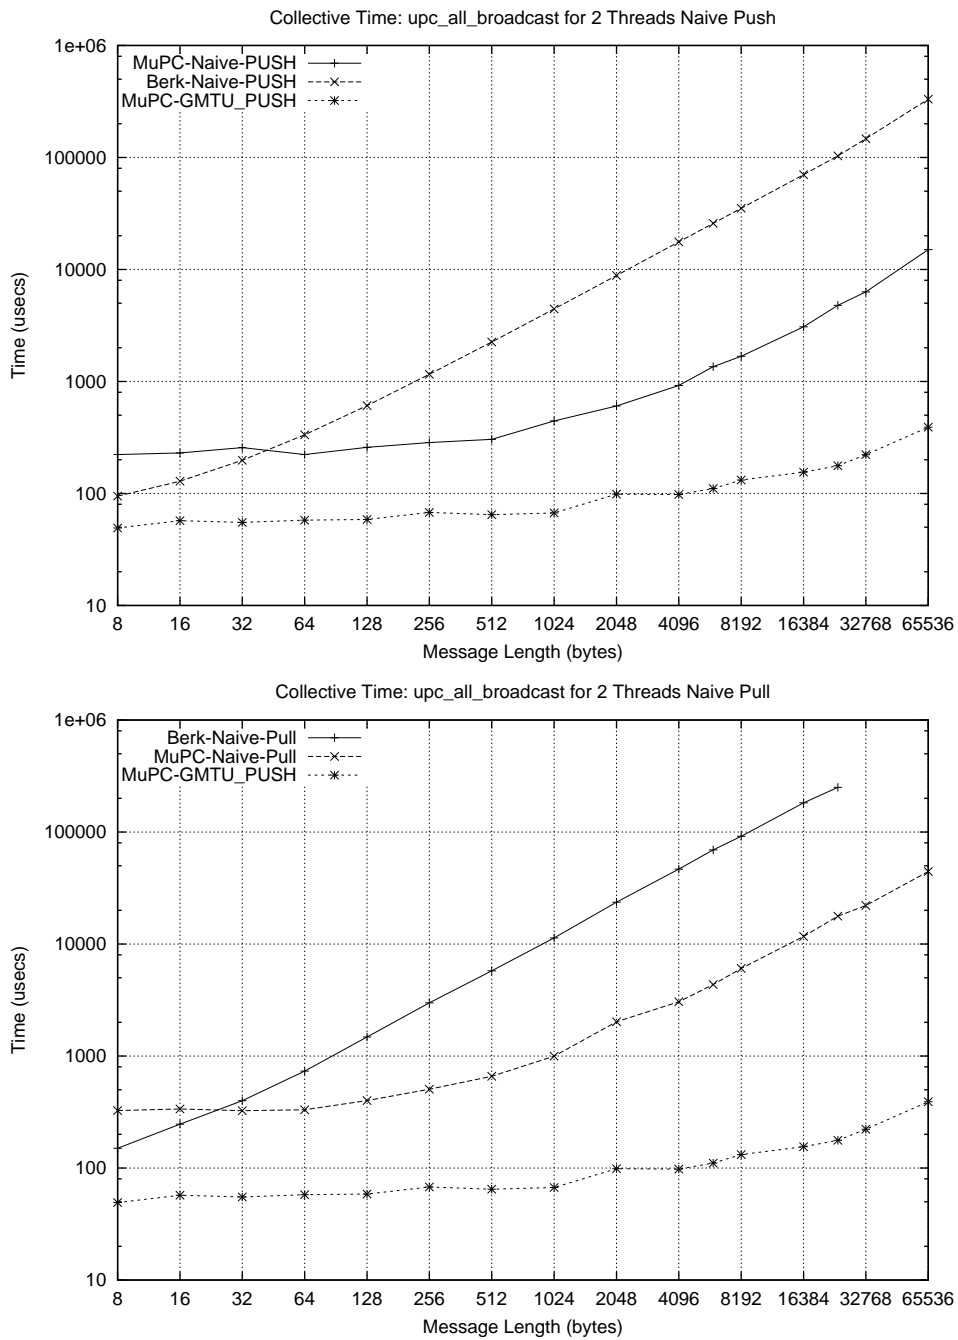 Collective Time: upc_all_broadcast for 2 Threads Naive Push
1e+06
MuPC-Naive-PUSH
Berk-Naive-PUSH
MuPC-GMTU_PUSH
100000
10000
1000
100
10
Time (usecs)
8 16 32 64 128 256 512 1024 2048 4096 8192 16384 32768 65536
Message Length (bytes)
Collective Time: upc_all_broadcast for 2 Threads Naive Pull
1e+06
Berk-Naive-Pull
MuPC-Naive-Pull
MuPC-GMTU_PUSH
100000
10000
1000
100
10
Time (usecs)
8 16 32 64 128 256 512 1024 2048 4096 8192 16384 32768 65536
Message Length (bytes)